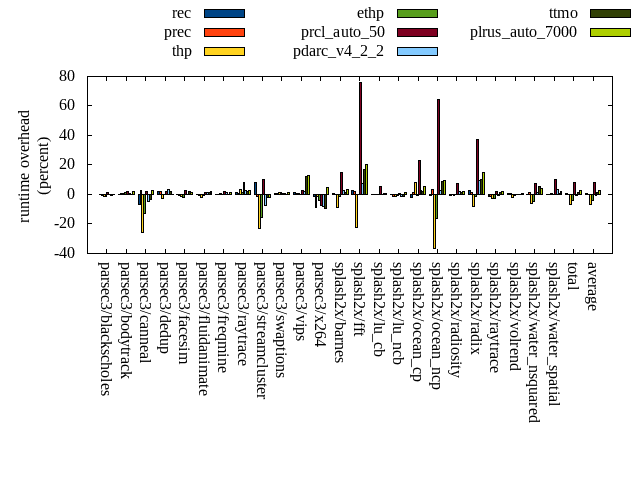 rec
prec
thp
ethp
prcl_auto_50
pdarc_v4_2_2
ttmo
plrus_auto_7000
runtime overhead
(percent)
80
60
40
20
0
-20
-40
parsec3/blackscholes
parsec3/bodytrack
parsec3/canneal
parsec3/dedup
parsec3/facesim
parsec3/fluidanimate
parsec3/freqmine
parsec3/raytrace
parsec3/streamcluster
parsec3/swaptions
parsec3/vips
parsec3/x264
splash2x/barnes
splash2x/fft
splash2x/lu_cb
splash2x/lu_ncb
splash2x/ocean_cp
splash2x/ocean_ncp
splash2x/radiosity
splash2x/radix
splash2x/raytrace
splash2x/volrend
splash2x/water_nsquared
splash2x/water_spatial
total
average